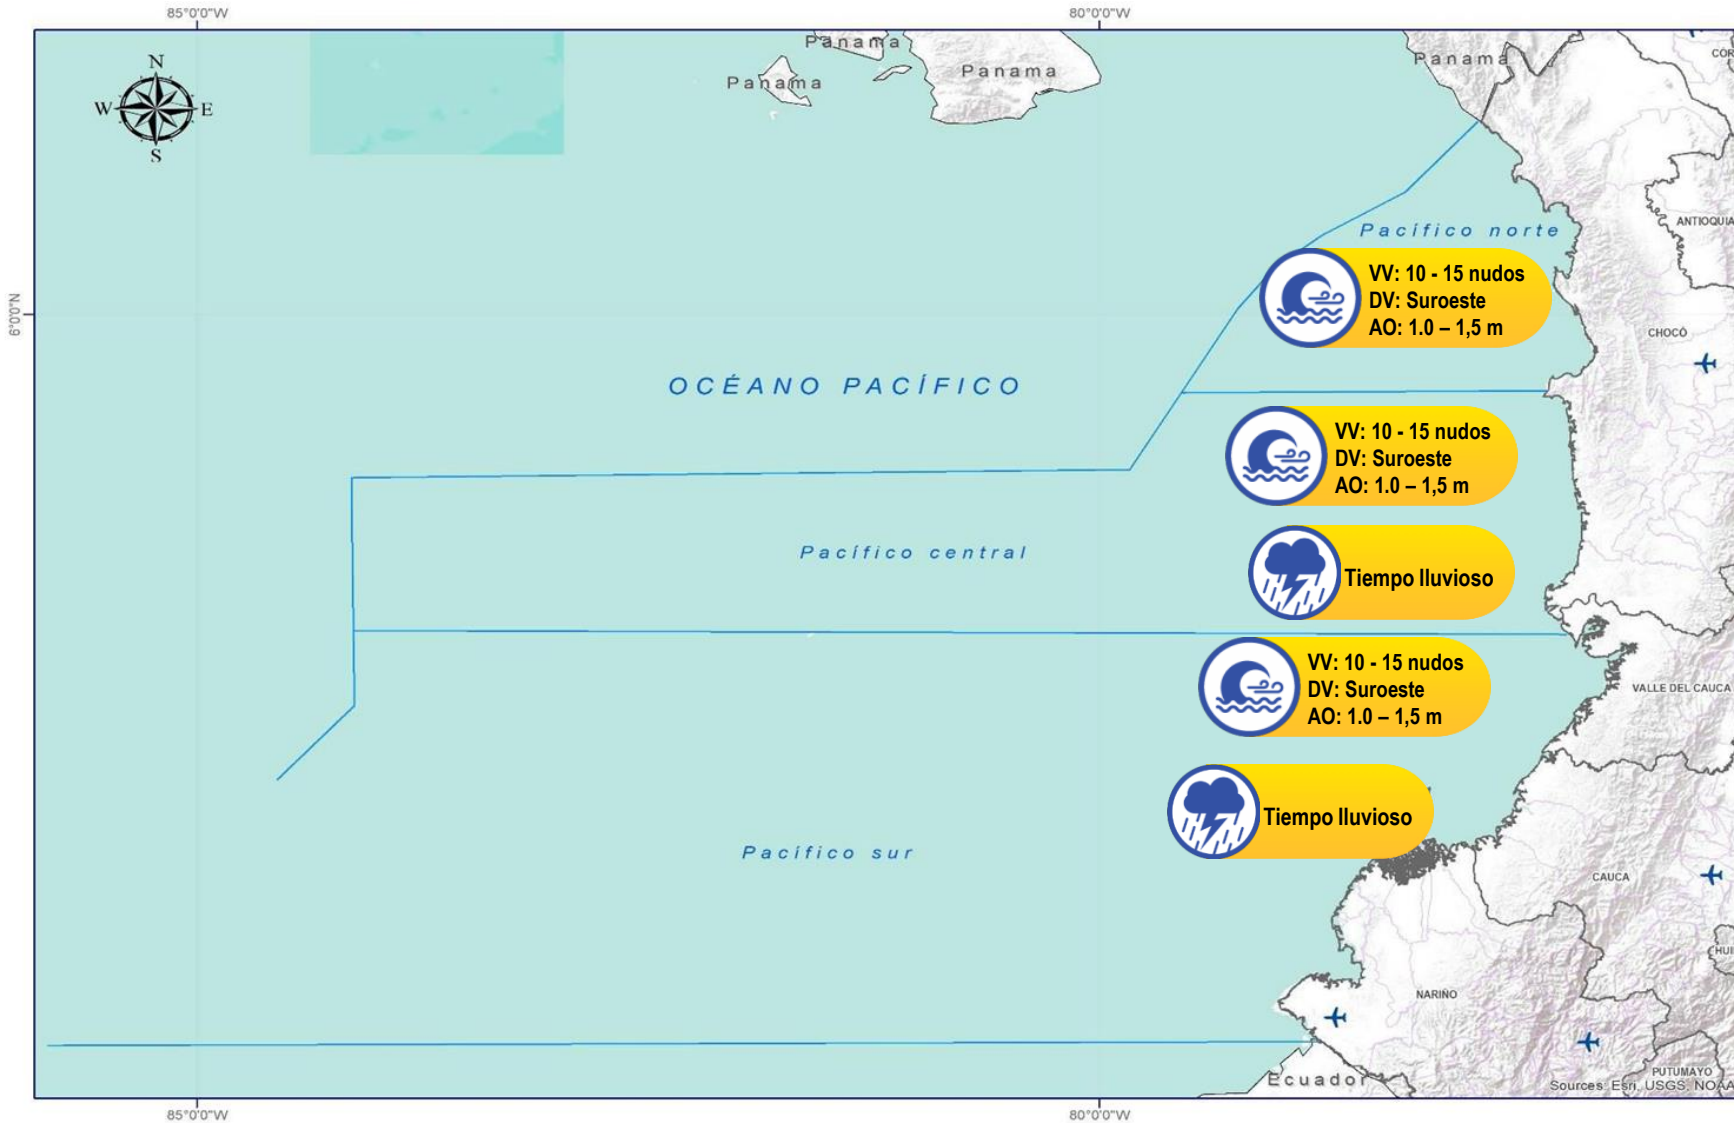 85°0'0"W
80°0'0"W
N
W
E
S
Panama
Panama
Panama
Panama
ANTIOQUIA
Pacífico norte
VV: 10 - 15 nudos
DV: Suroeste
AO: 1.0 – 1,5 m
6°0'0"N
CHOCÓ
OCÉANO PACÍFICO
VV: 10 - 15 nudos
DV: Suroeste
AO: 1.0 – 1,5 m
Pacífico central
Tiempo lluvioso
VV: 10 - 15 nudos
DV: Suroeste
AO: 1.0 – 1,5 m
VALLE DEL CAUCA
Tiempo lluvioso
Pacífico sur
CAUCA
NARIÑO
PUTUMAYO
Ecuador
Sources: Esri, USGS, NOAA
85°0'0"W
80°0'0"W